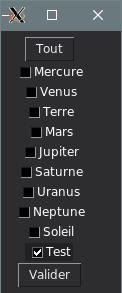 Tout
Mercure
Venus
Terre
Mars
Jupiter
Saturne
Uranus
Neptune
Soleil
Test
Valider